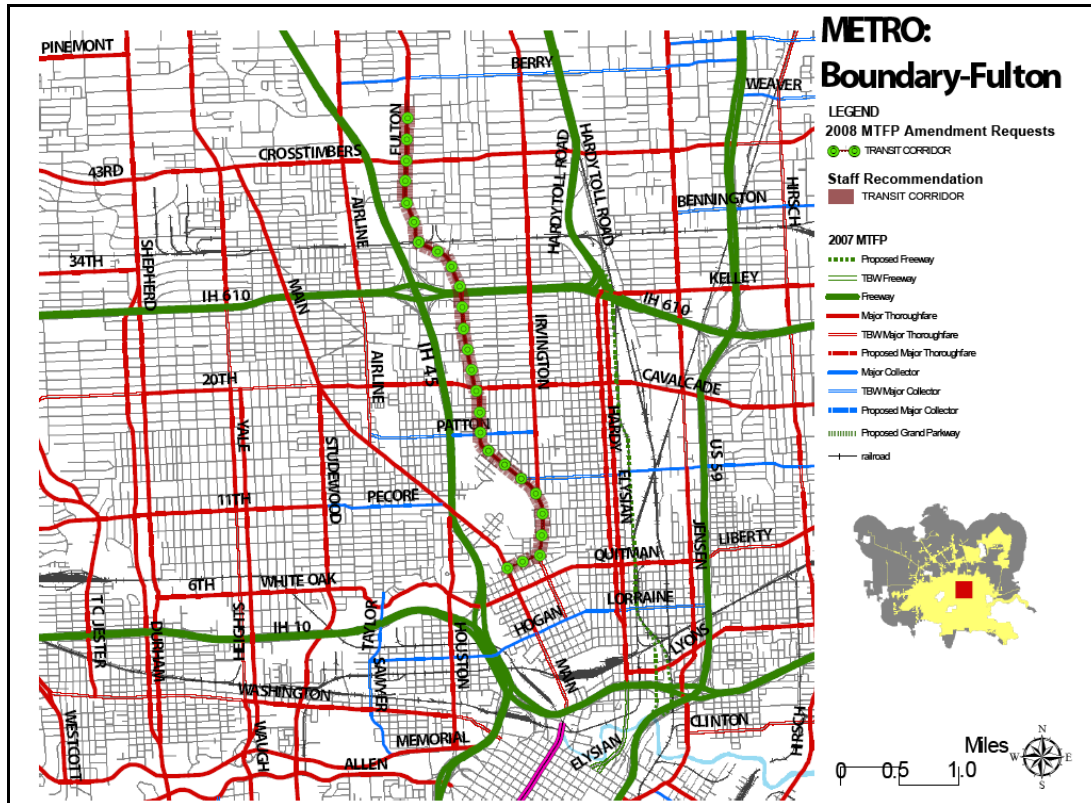 METRO:
Boundary-Fulton
LEGEND
2008 MTFP Amendment Requests
TRANSIT CORRIDOR
Staff Recommendation
TRANSIT CORRIDOR
2007 MTFP
Proposed Freeway
TBW Freeway
Freeway
Major Thoroughfare
TBW Major Thoroughfare
Proposed Major Thoroughfare
Major Collector
TBW Major Collector
Proposed Major Collector
Proposed Grand Parkway
railroad
N
W E
S
Miles
0 0.5 1.0
PINEMONT
BERRY
WEAVER
FULTON
CROSSTIMBERS
43RD
HARDY TOLL ROAD
HARDY TOLL ROAD
HIRSCH
BENNINGTON
AIRLINE
SHEPHERD
34TH
MAIN
KELLEY
IH 610
IH 610
IRVINGTON
IH 45
AIRLINE
20TH
CAVALCADE
YALE
PATTON
HARDY
STUDEWOOD
US 59
ELYSIAN
PECORE
11TH
JENSEN
LIBERTY
QUITMAN
6TH
WHITE OAK
LORRAINE
T C JESTER
DURHAM
HEIGHTS
TAYLOR
HOGAN
IH 10
LYONS
HOUSTON
SAWYER
MAIN
WASHINGTON
WESTCOTT
WAUGH
MEMORIAL
ALLEN
ELYSIAN
CLINTON
HIRSCH